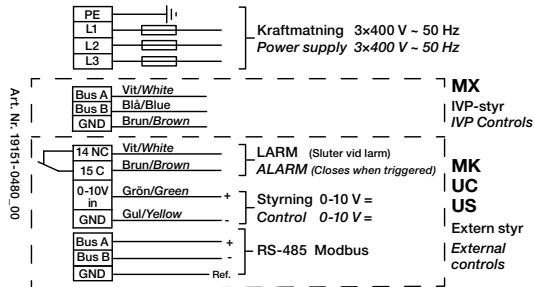 PE
L1
L2
L3
Kraftmatning 3×400 V ~ 50 Hz
Power supply 3×400 V ~ 50 Hz
Art. Nr. 19151-0480_00
Bus A Vit/White
Bus B Blå/Blue
GND Brun/Brown
MX
IVP-styr
IVP Controls
14 NC Vit/White
15 C Brun/Brown
LARM (Sluter vid larm)
ALARM (Closes when triggered)
0-10V in Grön/Green +
GND Gul/Yellow -
Styrning 0-10 V =
Control 0-10 V =
Bus A +
Bus B -
GND Ref.
RS-485 Modbus
MK
UC
US
Extern styr
External
controls